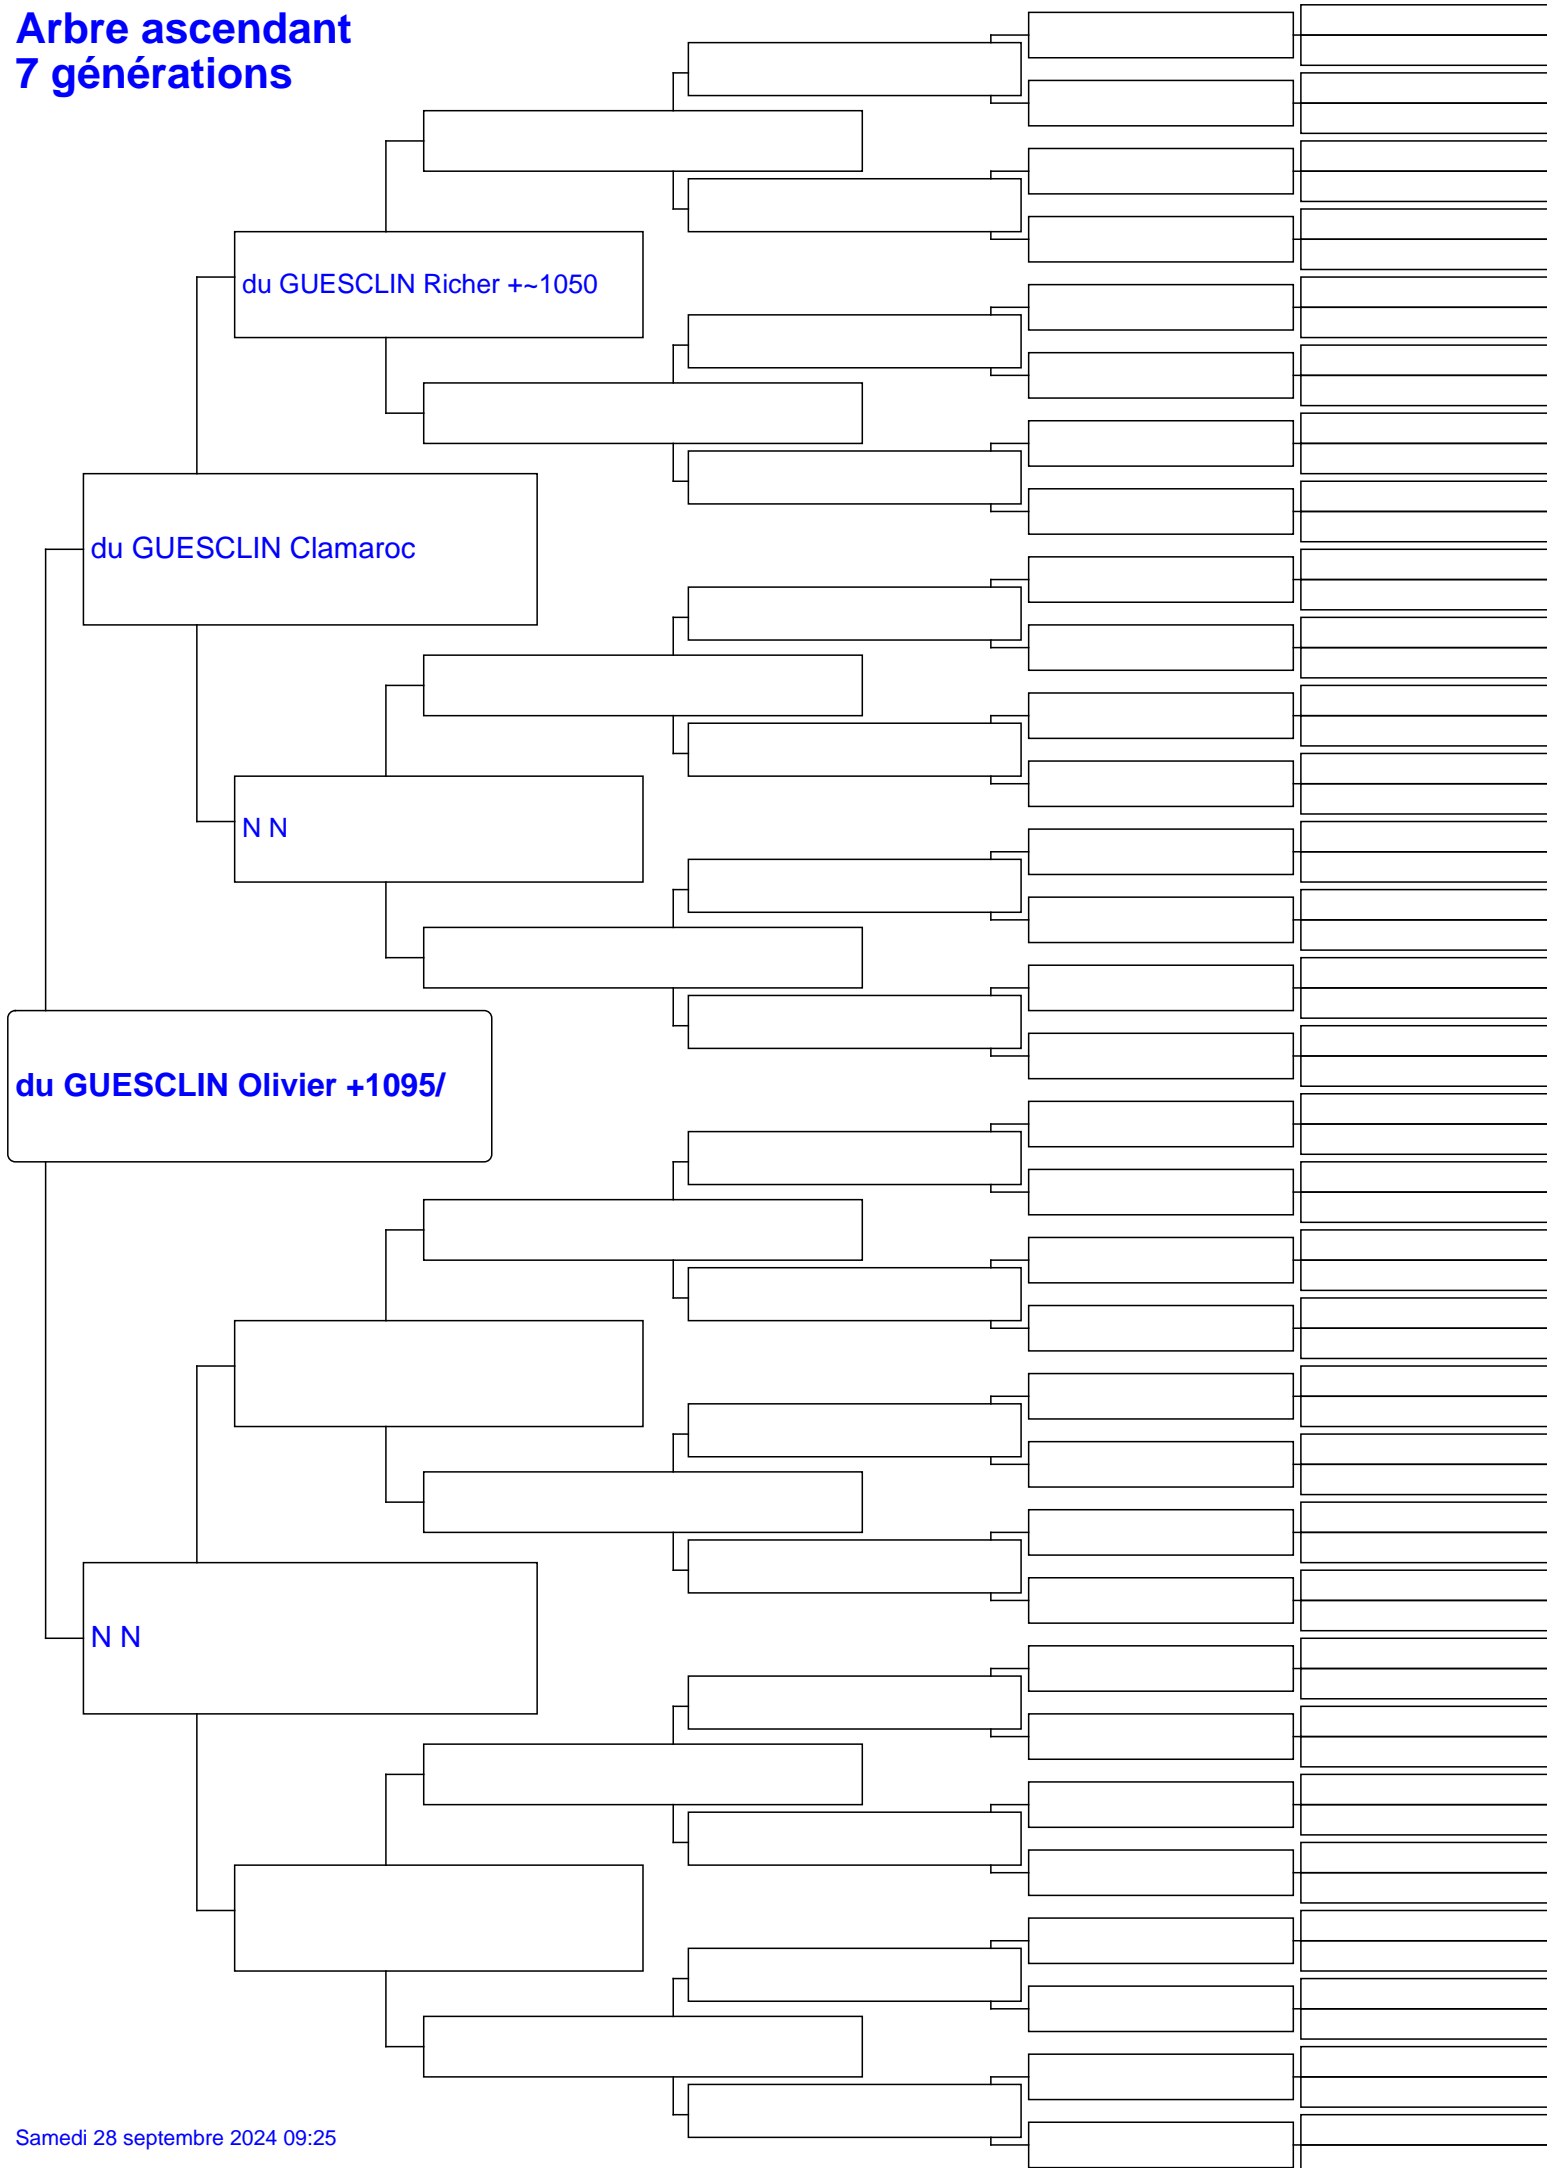 Arbre ascendant
7 générations
du GUESCLIN Richer +~1050
du GUESCLIN Clamaroc
N N
du GUESCLIN Olivier +1095/
N N
Samedi 28 septembre 2024 09:25